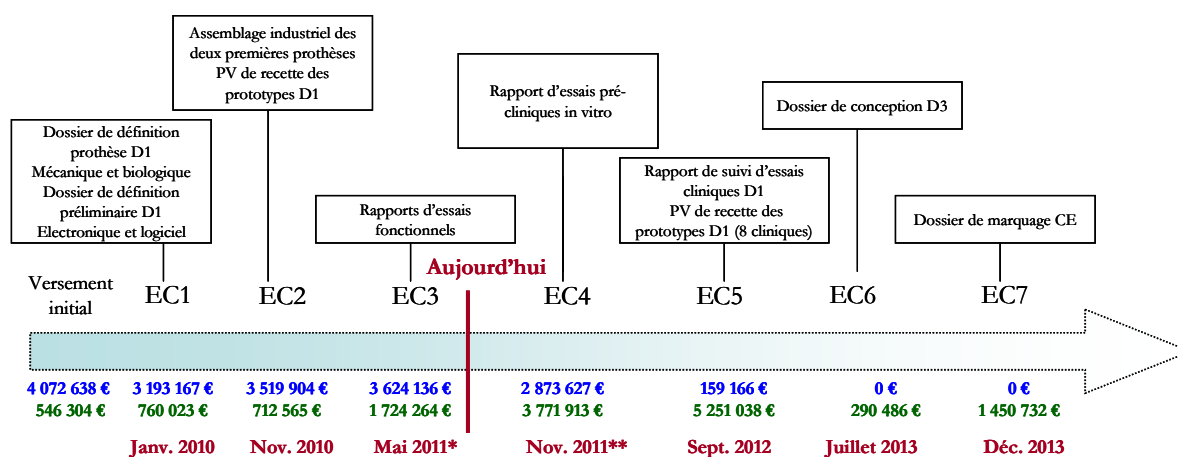 Assemblage industriel des
deux premières prothèses
PV de recette des
prototypes D1
Rapport d'essais pré-
cliniques in vitro
Dossier de conception D3
Dossier de définition
prothèse D1
Mécanique et biologique
Dossier de définition
préliminaire D1
Electronique et logiciel
Rapports d'essais
fonctionnels
Rapport de suivi d'essais
cliniques D1
PV de recette des
prototypes D1 (8 cliniques)
Dossier de marquage CE
Aujourd'hui
Versement
initial
EC1 EC2 EC3 EC4 EC5 EC6 EC7
4 072 638 € 3 193 167 € 3 519 904 € 3 624 136 € 2 873 627 € 159 166 € 0 € 0 €
546 304 € 760 023 € 712 565 € 1 724 264 € 3 771 913 € 5 251 038 € 290 486 € 1 450 732 €
Janv. 2010 Nov. 2010 Mai 2011* Nov. 2011** Sept. 2012 Juillet 2013 Déc. 2013